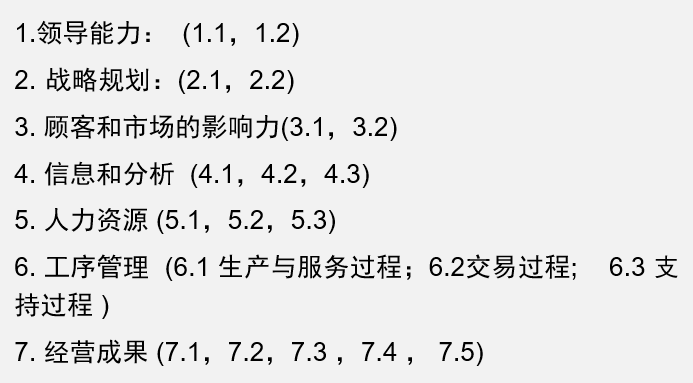 1.领导能力： (1.1，1.2)
2. 战略规划：(2.1，2.2)
3. 顾客和市场的影响力(3.1，3.2)
4. 信息和分析 (4.1，4.2，4.3)
5. 人力资源 (5.1，5.2，5.3)
6. 工序管理 (6.1 生产与服务过程；6.2交易过程; 6.3 支
持过程 )
7. 经营成果 (7.1，7.2，7.3 ，7.4 ， 7.5)